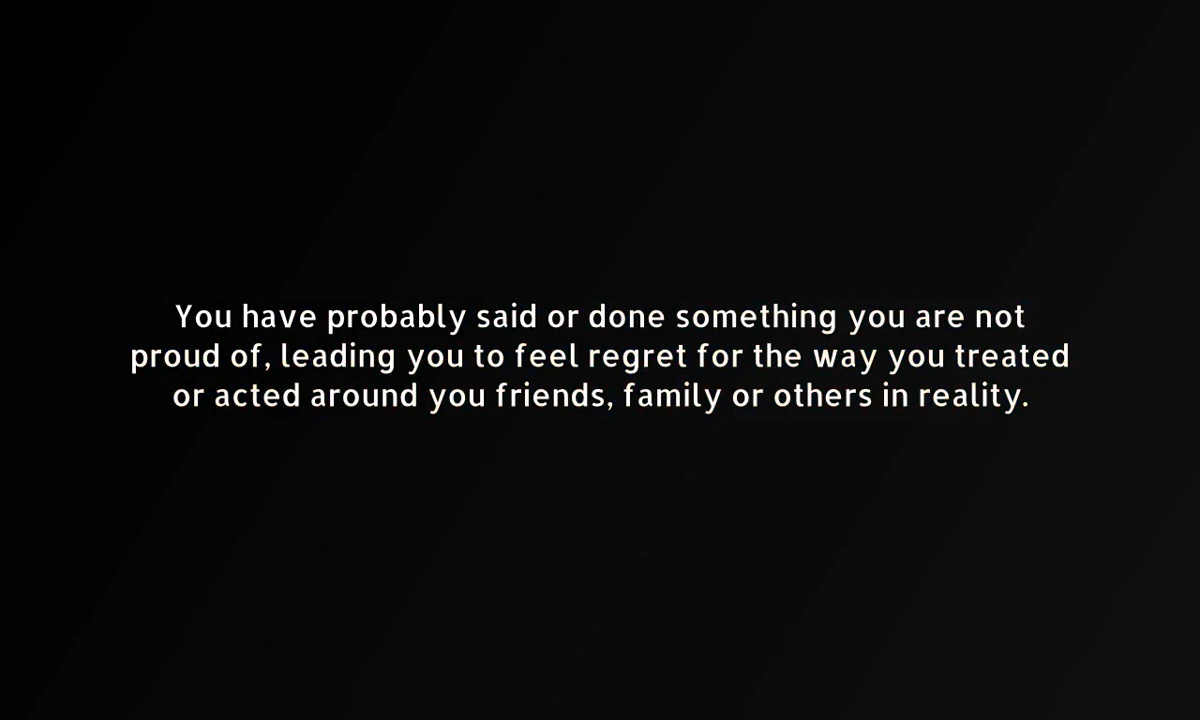 You have probably said or done something you are not
proud of, leading you to feel regret for the way you treated
or acted around you friends, family or others in reality.